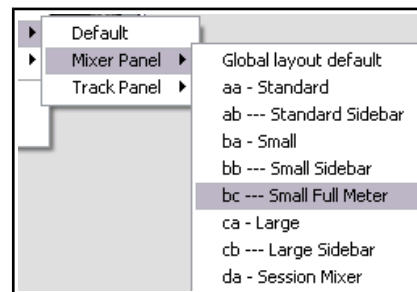 Default
Mixer Panel
Track Panel
Global layout default
aa - Standard
ab --- Standard Sidebar
ba - Small
bb --- Small Sidebar
bc --- Small Full Meter
ca - Large
cb --- Large Sidebar
da - Session Mixer